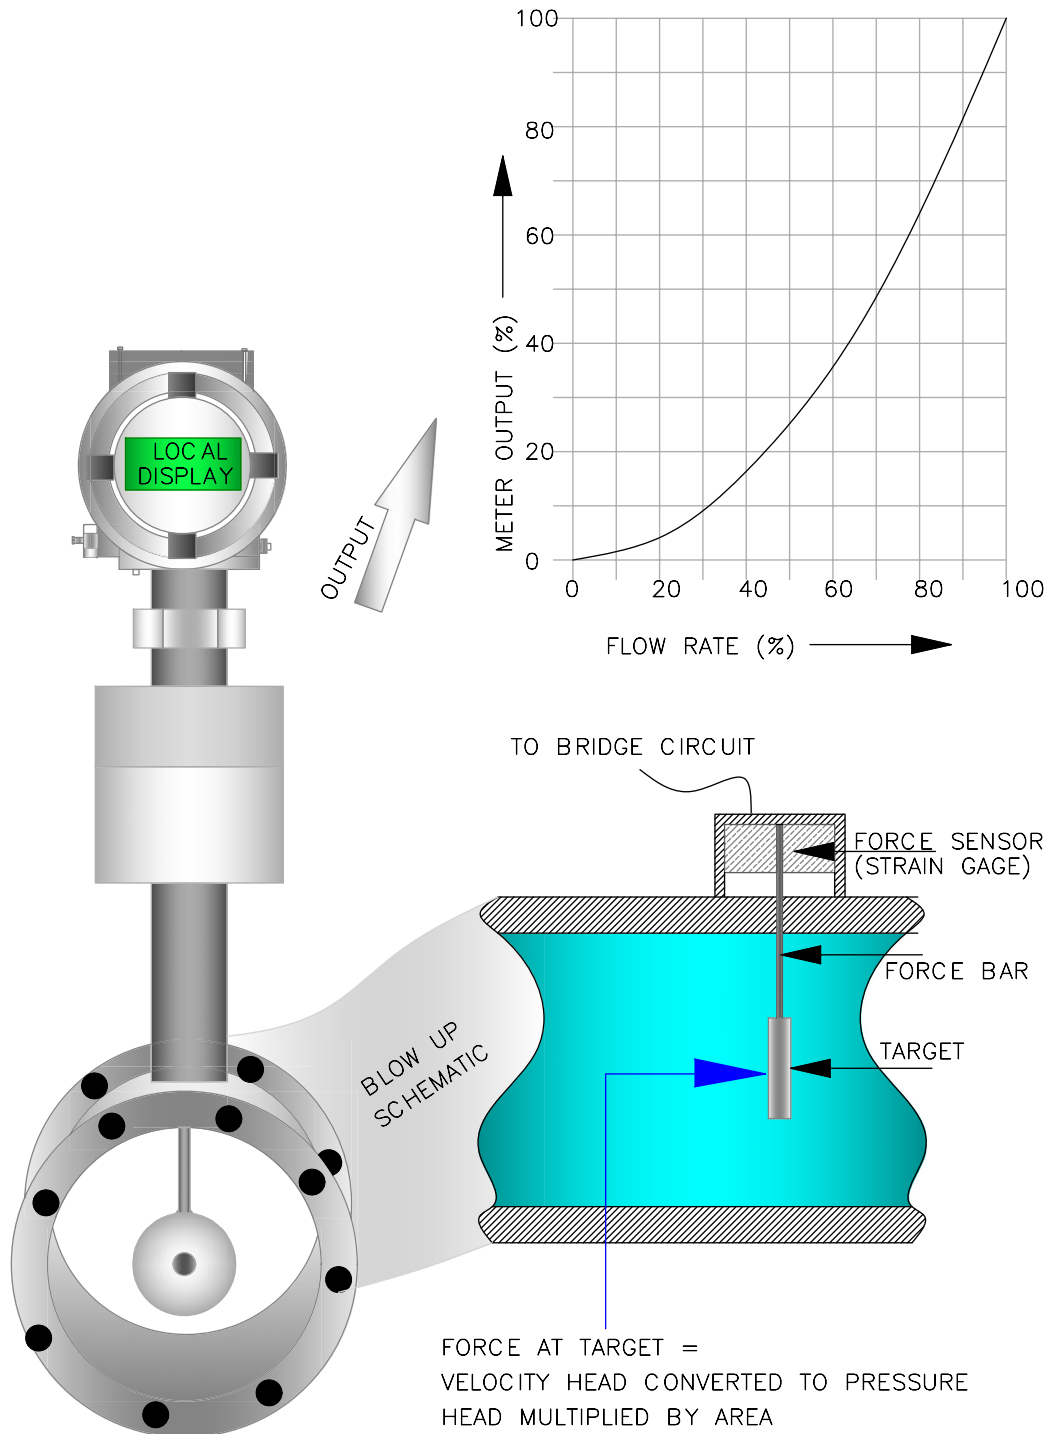 100
80
60
40
20
0
METER OUTPUT (%)
0 20 40 60 80 100
FLOW RATE (%)
LOCAL
DISPLAY
OUTPUT
TO BRIDGE CIRCUIT
FORCE SENSOR
(STRAIN GAGE)
FORCE BAR
TARGET
BLOW UP
SCHEMATIC
FORCE AT TARGET =
VELOCITY HEAD CONVERTED TO PRESSURE
HEAD MULTIPLIED BY AREA